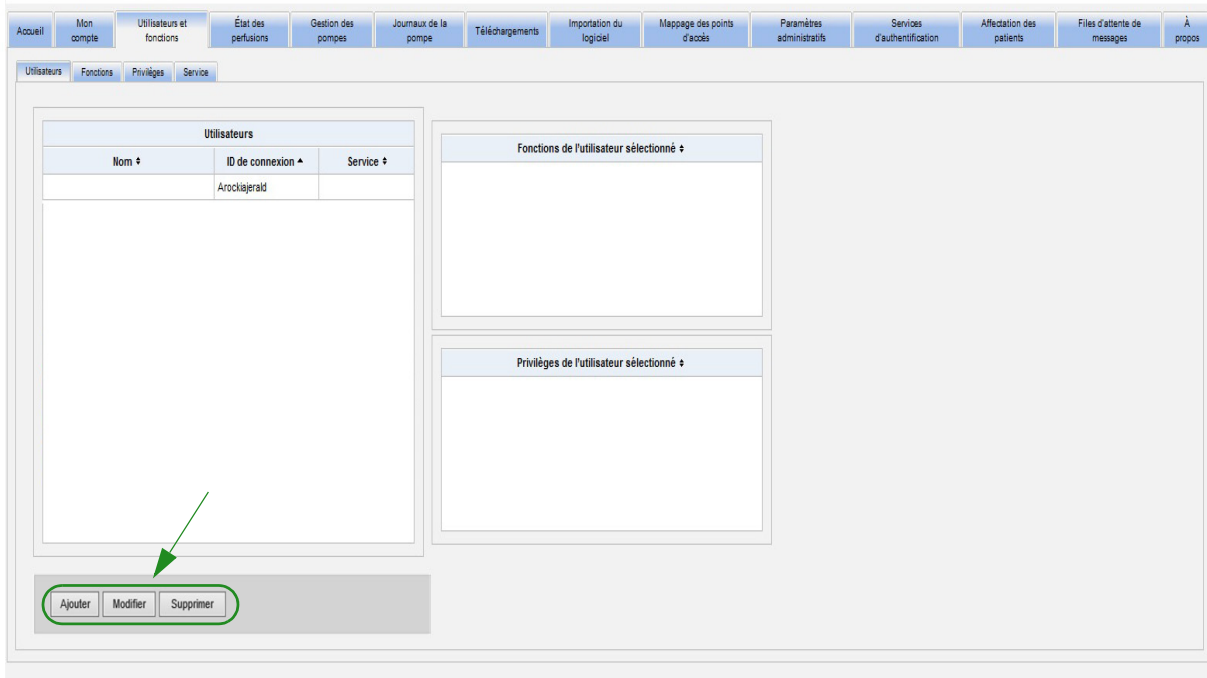 Accueil
Mon compte
Utilisateurs et fonctions
État des perfusions
Gestion des pompes
Journaux de la pompe
Téléchargements
Importation du logiciel
Mappage des points d'accès
Paramètres administratifs
Services d'authentification
Affectation des patients
Files d'attente de messages
À propos
Utilisateurs
Fonctions
Privilèges
Service
Utilisateurs
Nom
ID de connexion
Service
Arockiajerald
Fonctions de l'utilisateur sélectionné
Privilèges de l'utilisateur sélectionné
Ajouter
Modifier
Supprimer